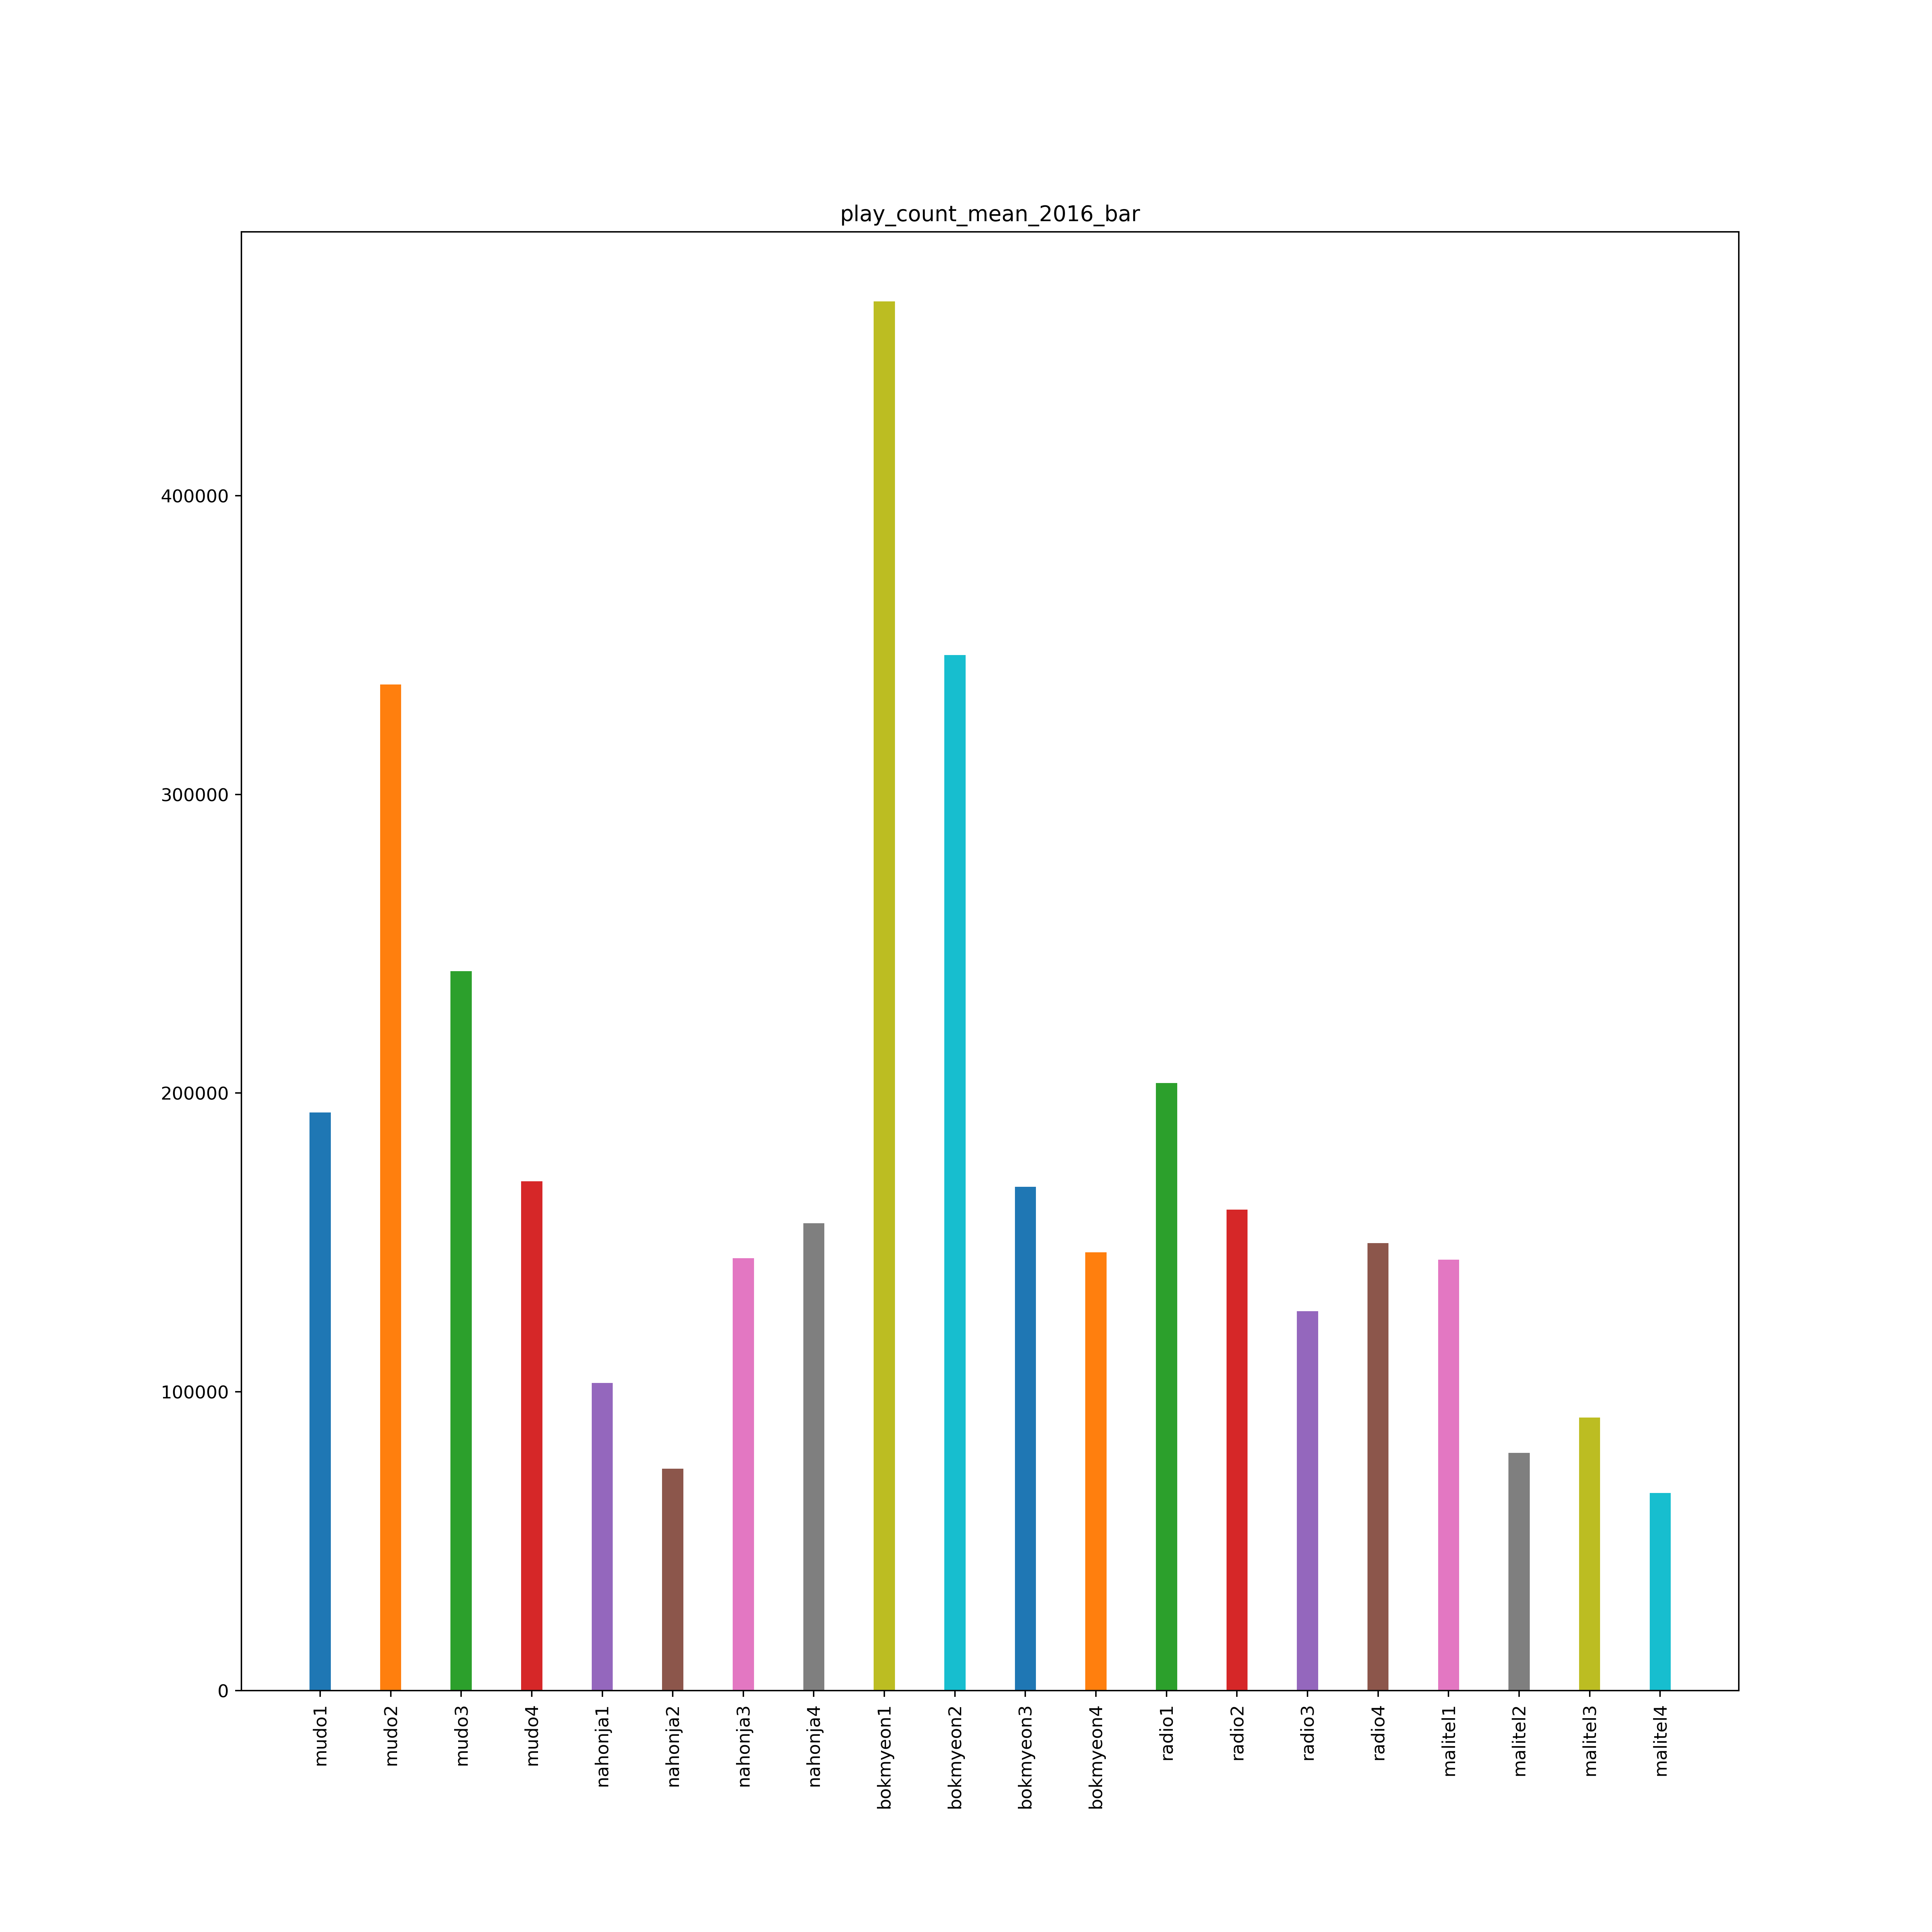 play_count_mean_2016_bar
400000
300000
200000
100000
0
mudo1
mudo2
mudo3
mudo4
nahonja1
nahonja2
nahonja3
nahonja4
bokmyeon1
bokmyeon2
bokmyeon3
bokmyeon4
radio1
radio2
radio3
radio4
malitel1
malitel2
malitel3
malitel4